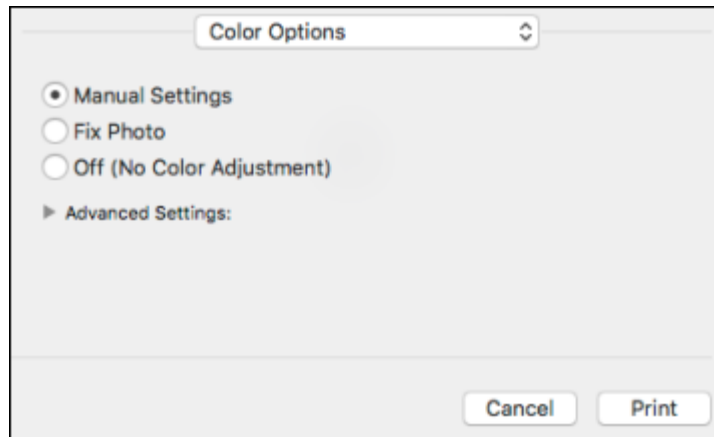 Color Options
Manual Settings
Fix Photo
Off (No Color Adjustment)
Advanced Settings:
Cancel Print